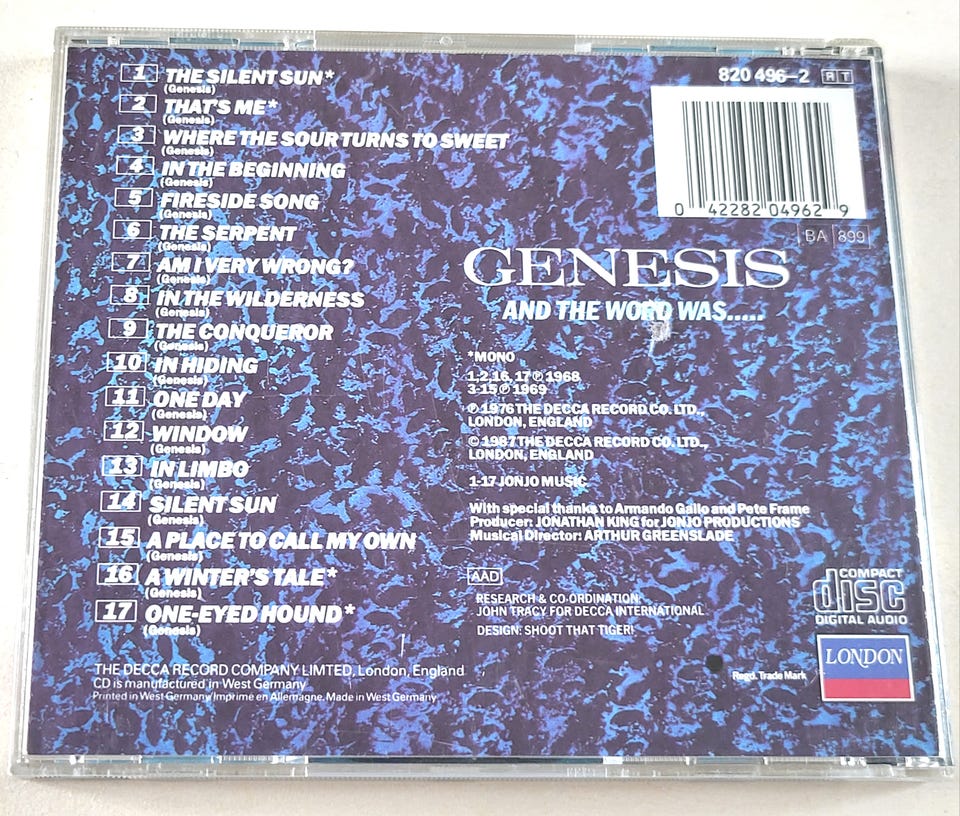 1 THE SILENT SUN*
(Genesis)
2 THAT'S ME*
(Genesis)
3 WHERE THE SOUR TURNS TO SWEET
(Genesis)
4 IN THE BEGINNING
(Genesis)
5 FIRESIDE SONG
(Genesis)
6 THE SERPENT
(Genesis)
7 AM I VERY WRONG?
(Genesis)
8 IN THE WILDERNESS
(Genesis)
9 THE CONQUEROR
(Genesis)
10 IN HIDING
(Genesis)
11 ONE DAY
(Genesis)
12 WINDOW
(Genesis)
13 IN LIMBO
(Genesis)
14 SILENT SUN
(Genesis)
15 A PLACE TO CALL MY OWN
(Genesis)
16 A WINTER'S TALE*
(Genesis)
17 ONE-EYED HOUND*
(Genesis)
THE DECCA RECORD COMPANY LIMTED, London, England
CD is manufactured in West Germany
Printed in West Germany/Imprimé en Allemagne. Made in West Germany
820 496-2 RT
0 42282 04962 9
BA 899
GENESIS
AND THE WORD WAS.....
*MONO
1,2,16, 17 ℗ 1968
3-15 ℗ 1969
℗ 1976 THE DECCA RECORD CO. LTD.,
LONDON, ENGLAND
© 1987 THE DECCA RECORD CO. LTD.,
LONDON, ENGLAND
1-17 JONJO MUSIC
With special thanks to Armando Gallo and Pete Frame
Producer: JONATHAN KING for JONJO PRODUCTIONS
Musical Director: ARTHUR GREENSLADE
AAD
RESEARCH & CO-ORDINATION:
JOHN TRACY FOR DECCA INTERNATIONAL
DESIGN: SHOOT THAT TIGER!
COMPACT
disc
DIGITAL AUDIO
LONDON
Regd. Trade Mark